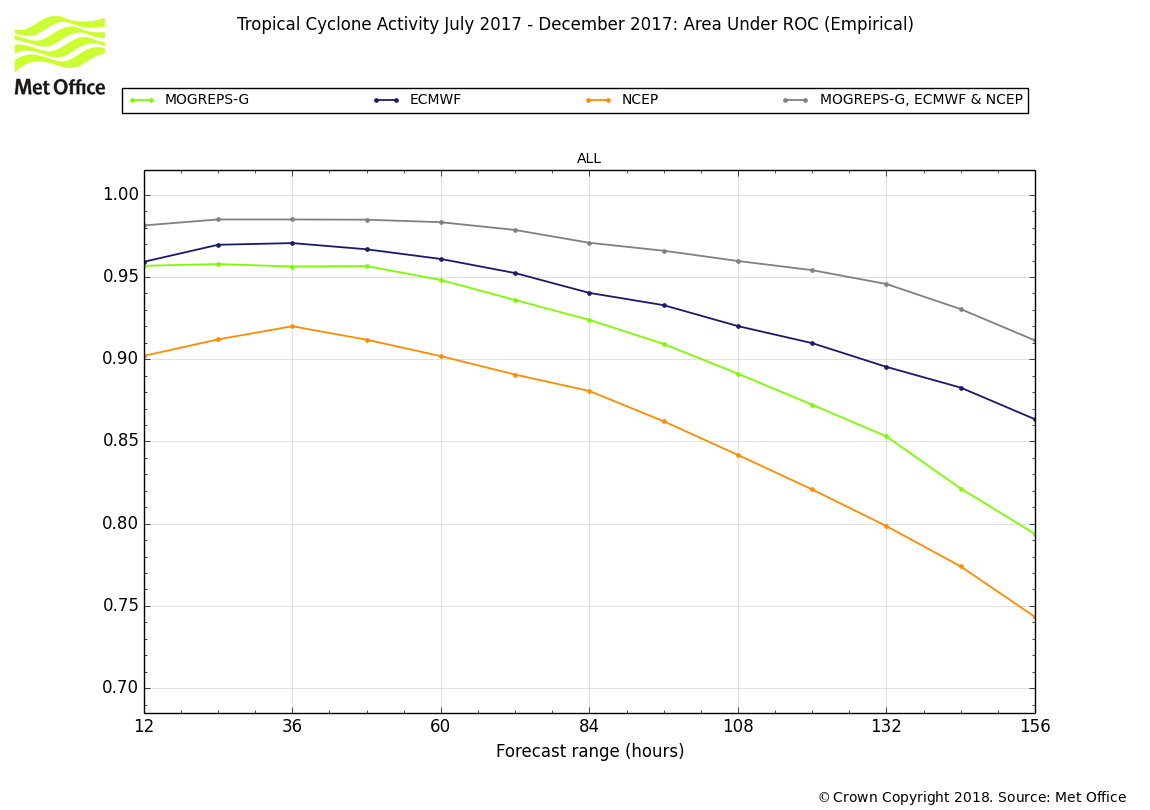 Tropical Cyclone Activity July 2017 - December 2017: Area Under ROC (Empirical)
Met Office
MOGREPS-G ECMWF NCEP MOGREPS-G, ECMWF & NCEP
ALL
1.00
0.95
0.90
0.85
0.80
0.75
0.70
12 36 60 84 108 132 156
Forecast range (hours)
© Crown Copyright 2018. Source: Met Office